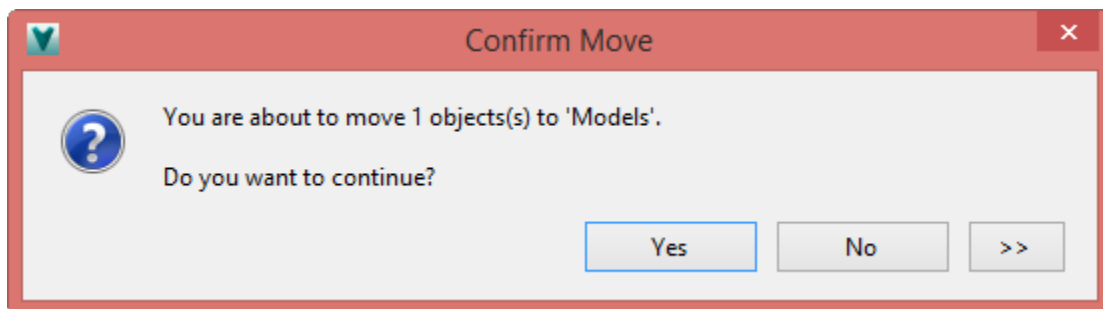 Confirm Move
You are about to move 1 objects(s) to 'Models'.
Do you want to continue?
Yes No >>